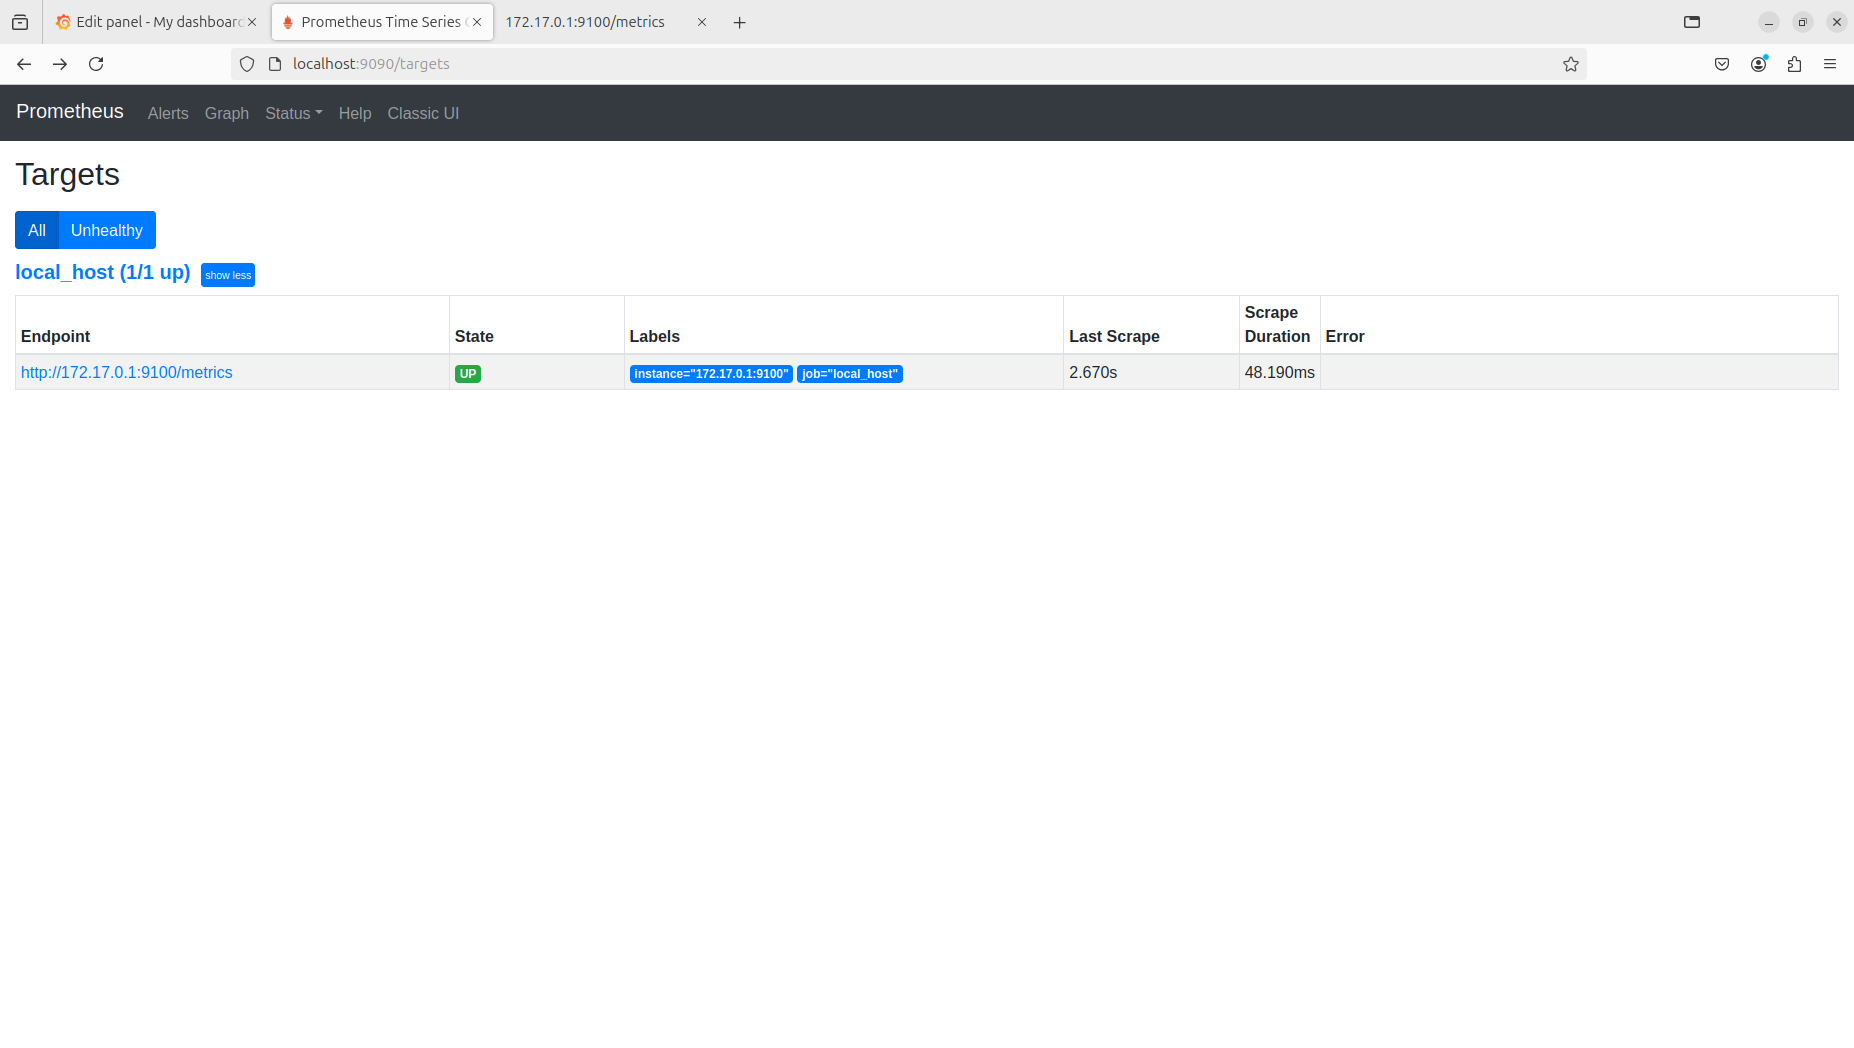 Edit panel - My dashboard
Prometheus Time Series
172.17.0.1:9100/metrics
localhost:9090/targets
Prometheus
Alerts
Graph
Status
Help
Classic UI
Targets
All
Unhealthy
local_host (1/1 up)
show less
Endpoint
State
Labels
Last Scrape
Scrape
Duration
Error
http://172.17.0.1:9100/metrics
UP
instance="172.17.0.1:9100"
job="local_host"
2.670s
48.190ms